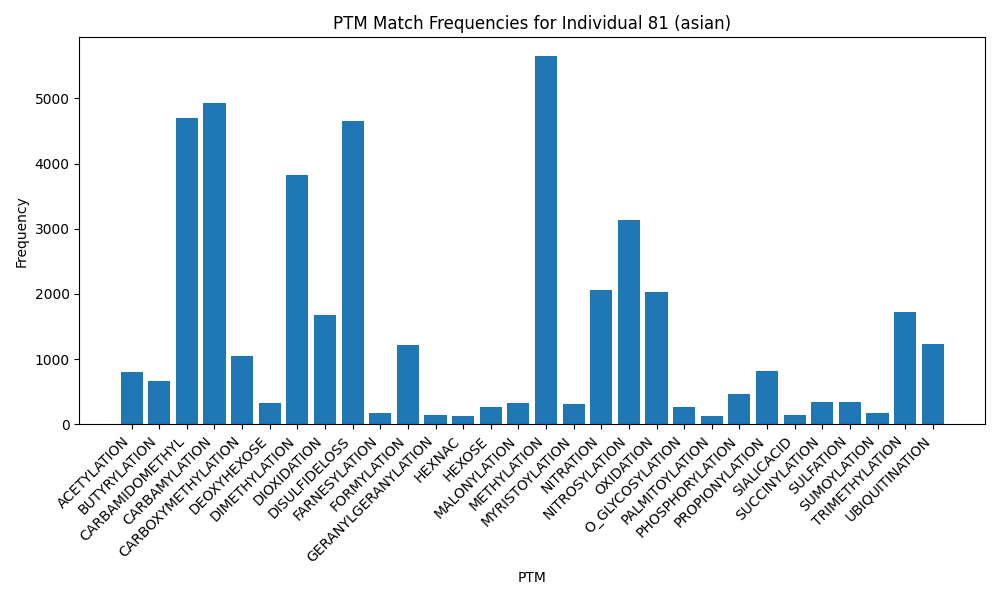 PTM Match Frequencies for Individual 81 (asian)
Frequency
5000
4000
3000
2000
1000
0
ACETYLATION
BUTYRYLATION
CARBAMIDOMETHYL
CARBAMYLATION
CARBOXYMETHYLATION
DEOXYHEXOSE
DIMETHYLATION
DIOXIDATION
DISULFIDELOSS
FARNESYLATION
FORMYLATION
GERANYLGERANYLATION
HEXNAC
HEXOSE
MALONYLATION
METHYLATION
MYRISTOYLATION
NITRATION
NITROSYLATION
OXIDATION
O_GLYCOSYLATION
PALMITOYLATION
PHOSPHORYLATION
PROPIONYLATION
SIALICACID
SUCCINYLATION
SULFATION
SUMOYLATION
TRIMETHYLATION
UBIQUITINATION
PTM